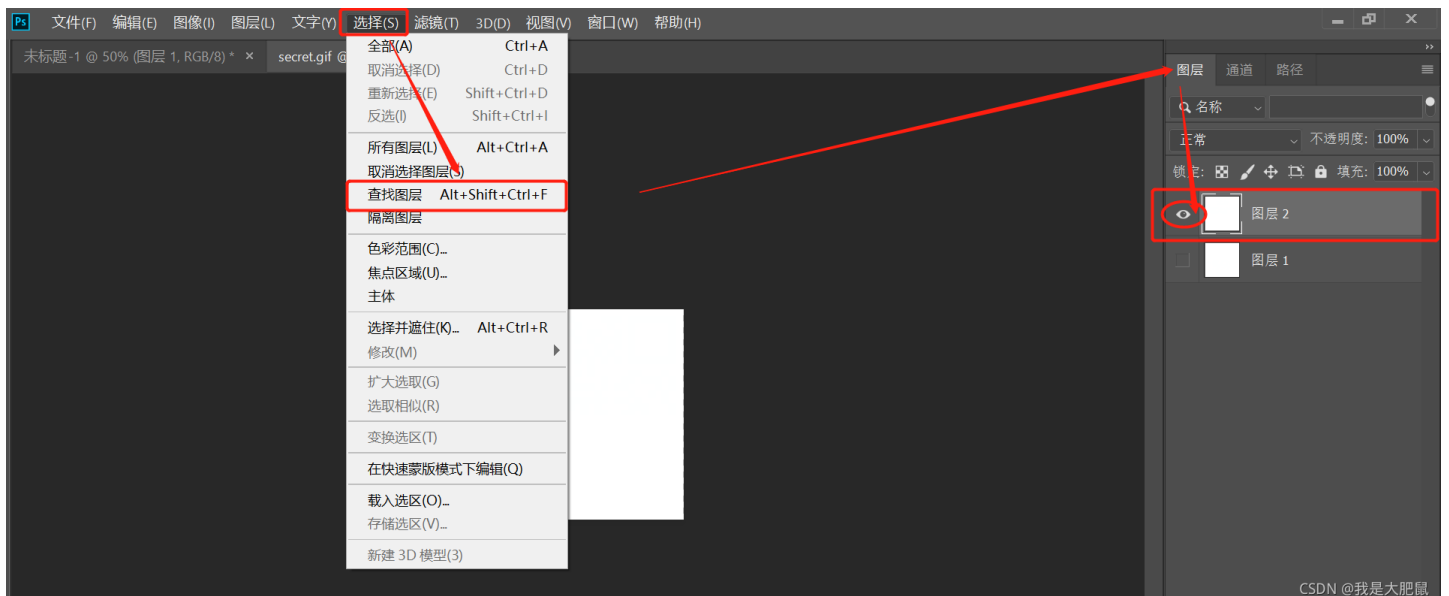 Ps 文件(F) 编辑(E) 图像(I) 图层(L) 文字(Y) 选择(S) 滤镜(T) 3D(D) 视图(V) 窗口(W) 帮助(H)
未标题-1 @ 50% (图层 1, RGB/8) * × secret.gif @
全部(A) Ctrl+A
取消选择(D) Ctrl+D
重新选择(E) Shift+Ctrl+D
反选(I) Shift+Ctrl+I
所有图层(L) Alt+Ctrl+A
取消选择图层(S)
查找图层 Alt+Shift+Ctrl+F
隔离图层
色彩范围(C)...
焦点区域(U)...
主体
选择并遮住(K)... Alt+Ctrl+R
修改(M)
扩大选取(G)
选取相似(R)
变换选区(T)
在快速蒙版模式下编辑(Q)
载入选区(O)...
存储选区(V)...
新建 3D 模型(3)
图层 通道 路径
名称
正常 不透明度: 100%
锁定: 填充: 100%
图层 2
图层 1
CSDN @我是大肥鼠